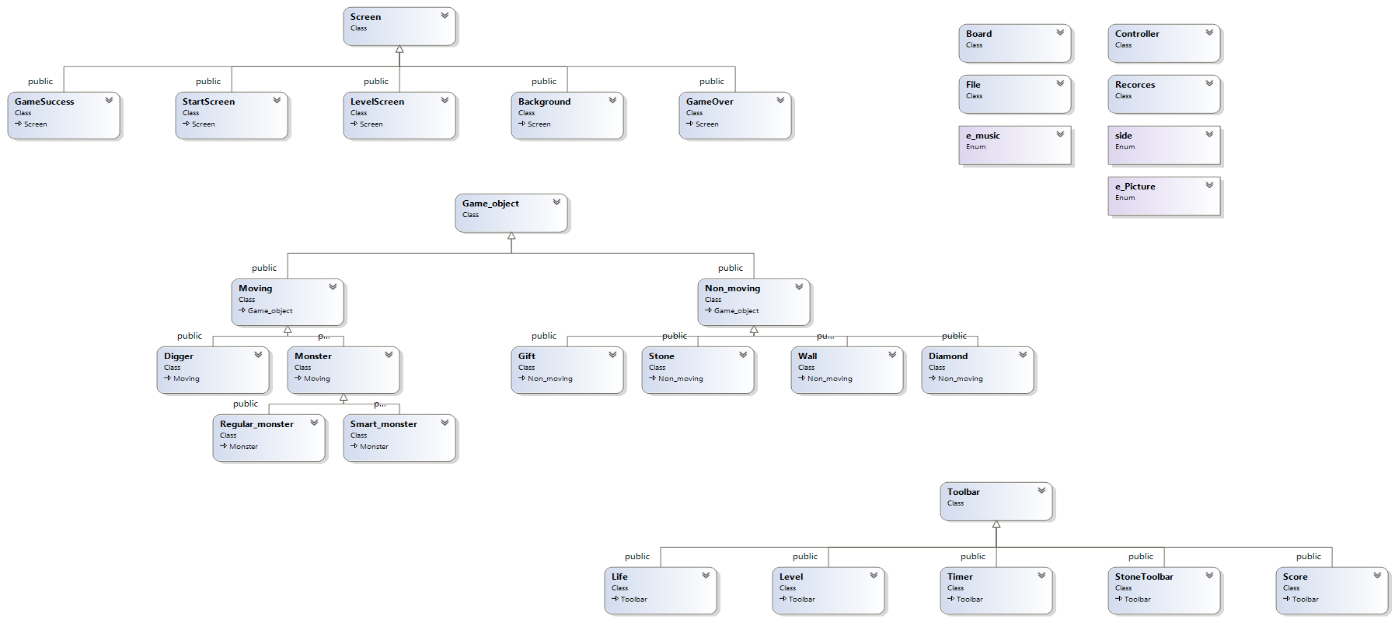 Screen
Class
public
public
public
public
public
GameSuccess
Class
Screen
StartScreen
Class
Screen
LevelScreen
Class
Screen
Background
Class
Screen
GameOver
Class
Screen
Board
Class
Controller
Class
File
Class
Recorces
Class
e_music
Enum
side
Enum
e_Picture
Enum
Game_object
Class
public
public
Moving
Class
Game_object
Non_moving
Class
Game_object
public
p...
public
public
pu...
public
Digger
Class
Moving
Monster
Class
Moving
Gift
Class
Non_moving
Stone
Class
Non_moving
Wall
Class
Non_moving
Diamond
Class
Non_moving
public
p...
Regular_monster
Class
Monster
Smart_monster
Class
Monster
Toolbar
Class
public
public
public
public
public
Life
Class
Toolbar
Level
Class
Toolbar
Timer
Class
Toolbar
StoneToolbar
Class
Toolbar
Score
Class
Toolbar